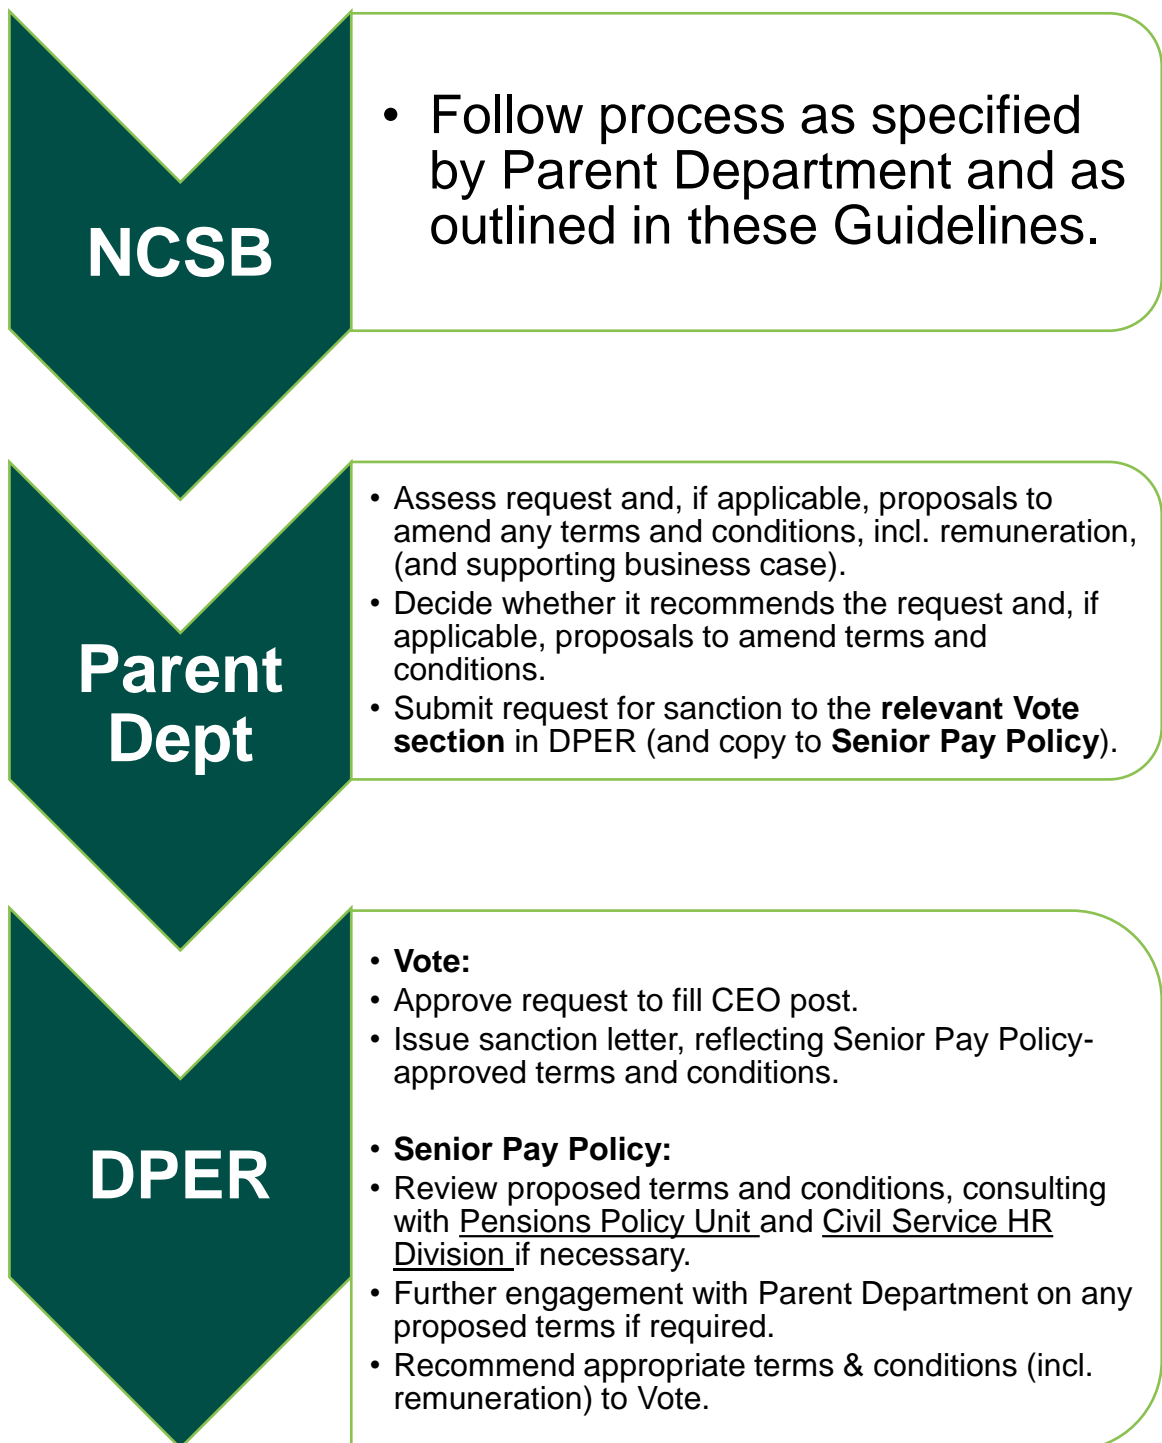 NCSB
• Follow process as specified
by Parent Department and as
outlined in these Guidelines.
Parent
Dept
• Assess request and, if applicable, proposals to
amend any terms and conditions, incl. remuneration,
(and supporting business case).
• Decide whether it recommends the request and, if
applicable, proposals to amend terms and
conditions.
• Submit request for sanction to the relevant Vote
section in DPER (and copy to Senior Pay Policy).
DPER
• Vote:
• Approve request to fill CEO post.
• Issue sanction letter, reflecting Senior Pay Policy-
approved terms and conditions.
• Senior Pay Policy:
• Review proposed terms and conditions, consulting
with Pensions Policy Unit and Civil Service HR
Division if necessary.
• Further engagement with Parent Department on any
proposed terms if required.
• Recommend appropriate terms & conditions (incl.
remuneration) to Vote.